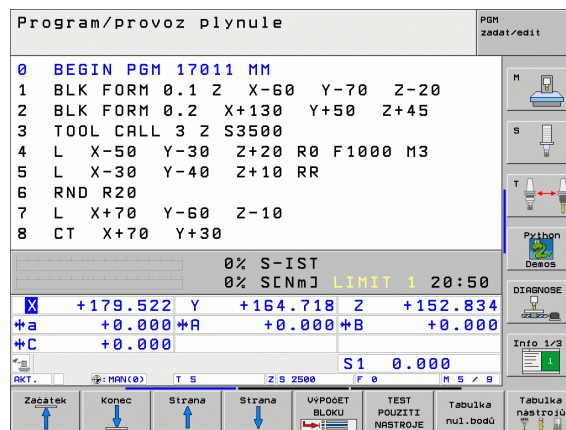 Program/provoz plynule
PGM
zadat/edit
0 BEGIN PGM 17011 MM
1 BLK FORM 0.1 Z X-60 Y-70 Z-20
2 BLK FORM 0.2 X+130 Y+50 Z+45
3 TOOL CALL 3 Z S3500
4 L X-50 Y-30 Z+20 R0 F1000 M3
5 L X-30 Y-40 Z+10 RR
6 RND R20
7 L X+70 Y-60 Z-10
8 CT X+70 Y+30
M
S
T
Python
Demos
DIAGNOSE
Info 1/3
0% S-IST
0% S[Nm] LIMIT 1 20:50
X +179.522 Y +164.718 Z +152.834
a +0.000 A +0.000 B +0.000
C +0.000
S1 0.000
AKT. : MAN(0) T 5 Z S 2500 F 0 M 5 / 9
Začátek
Konec
Strana
Strana
VÝPOČET
BLOKU
TEST
POUZITI
NASTROJE
Tabulka
nul.bodů
Tabulka
nástrojů